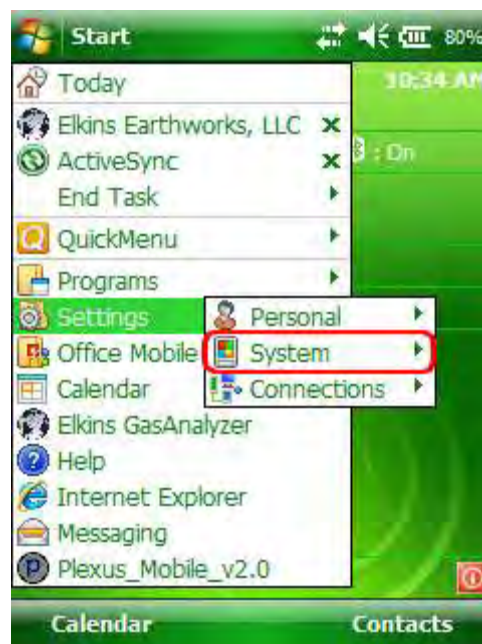 Start 80%
Today 10:34 AM
Elkins Earthworks, LLC
ActiveSync : On
End Task
QuickMenu
Programs
Settings Personal
Office Mobile System
Calendar Connections
Elkins GasAnalyzer
Help
Internet Explorer
Messaging
Plexus_Mobile_v2.0
Calendar Contacts